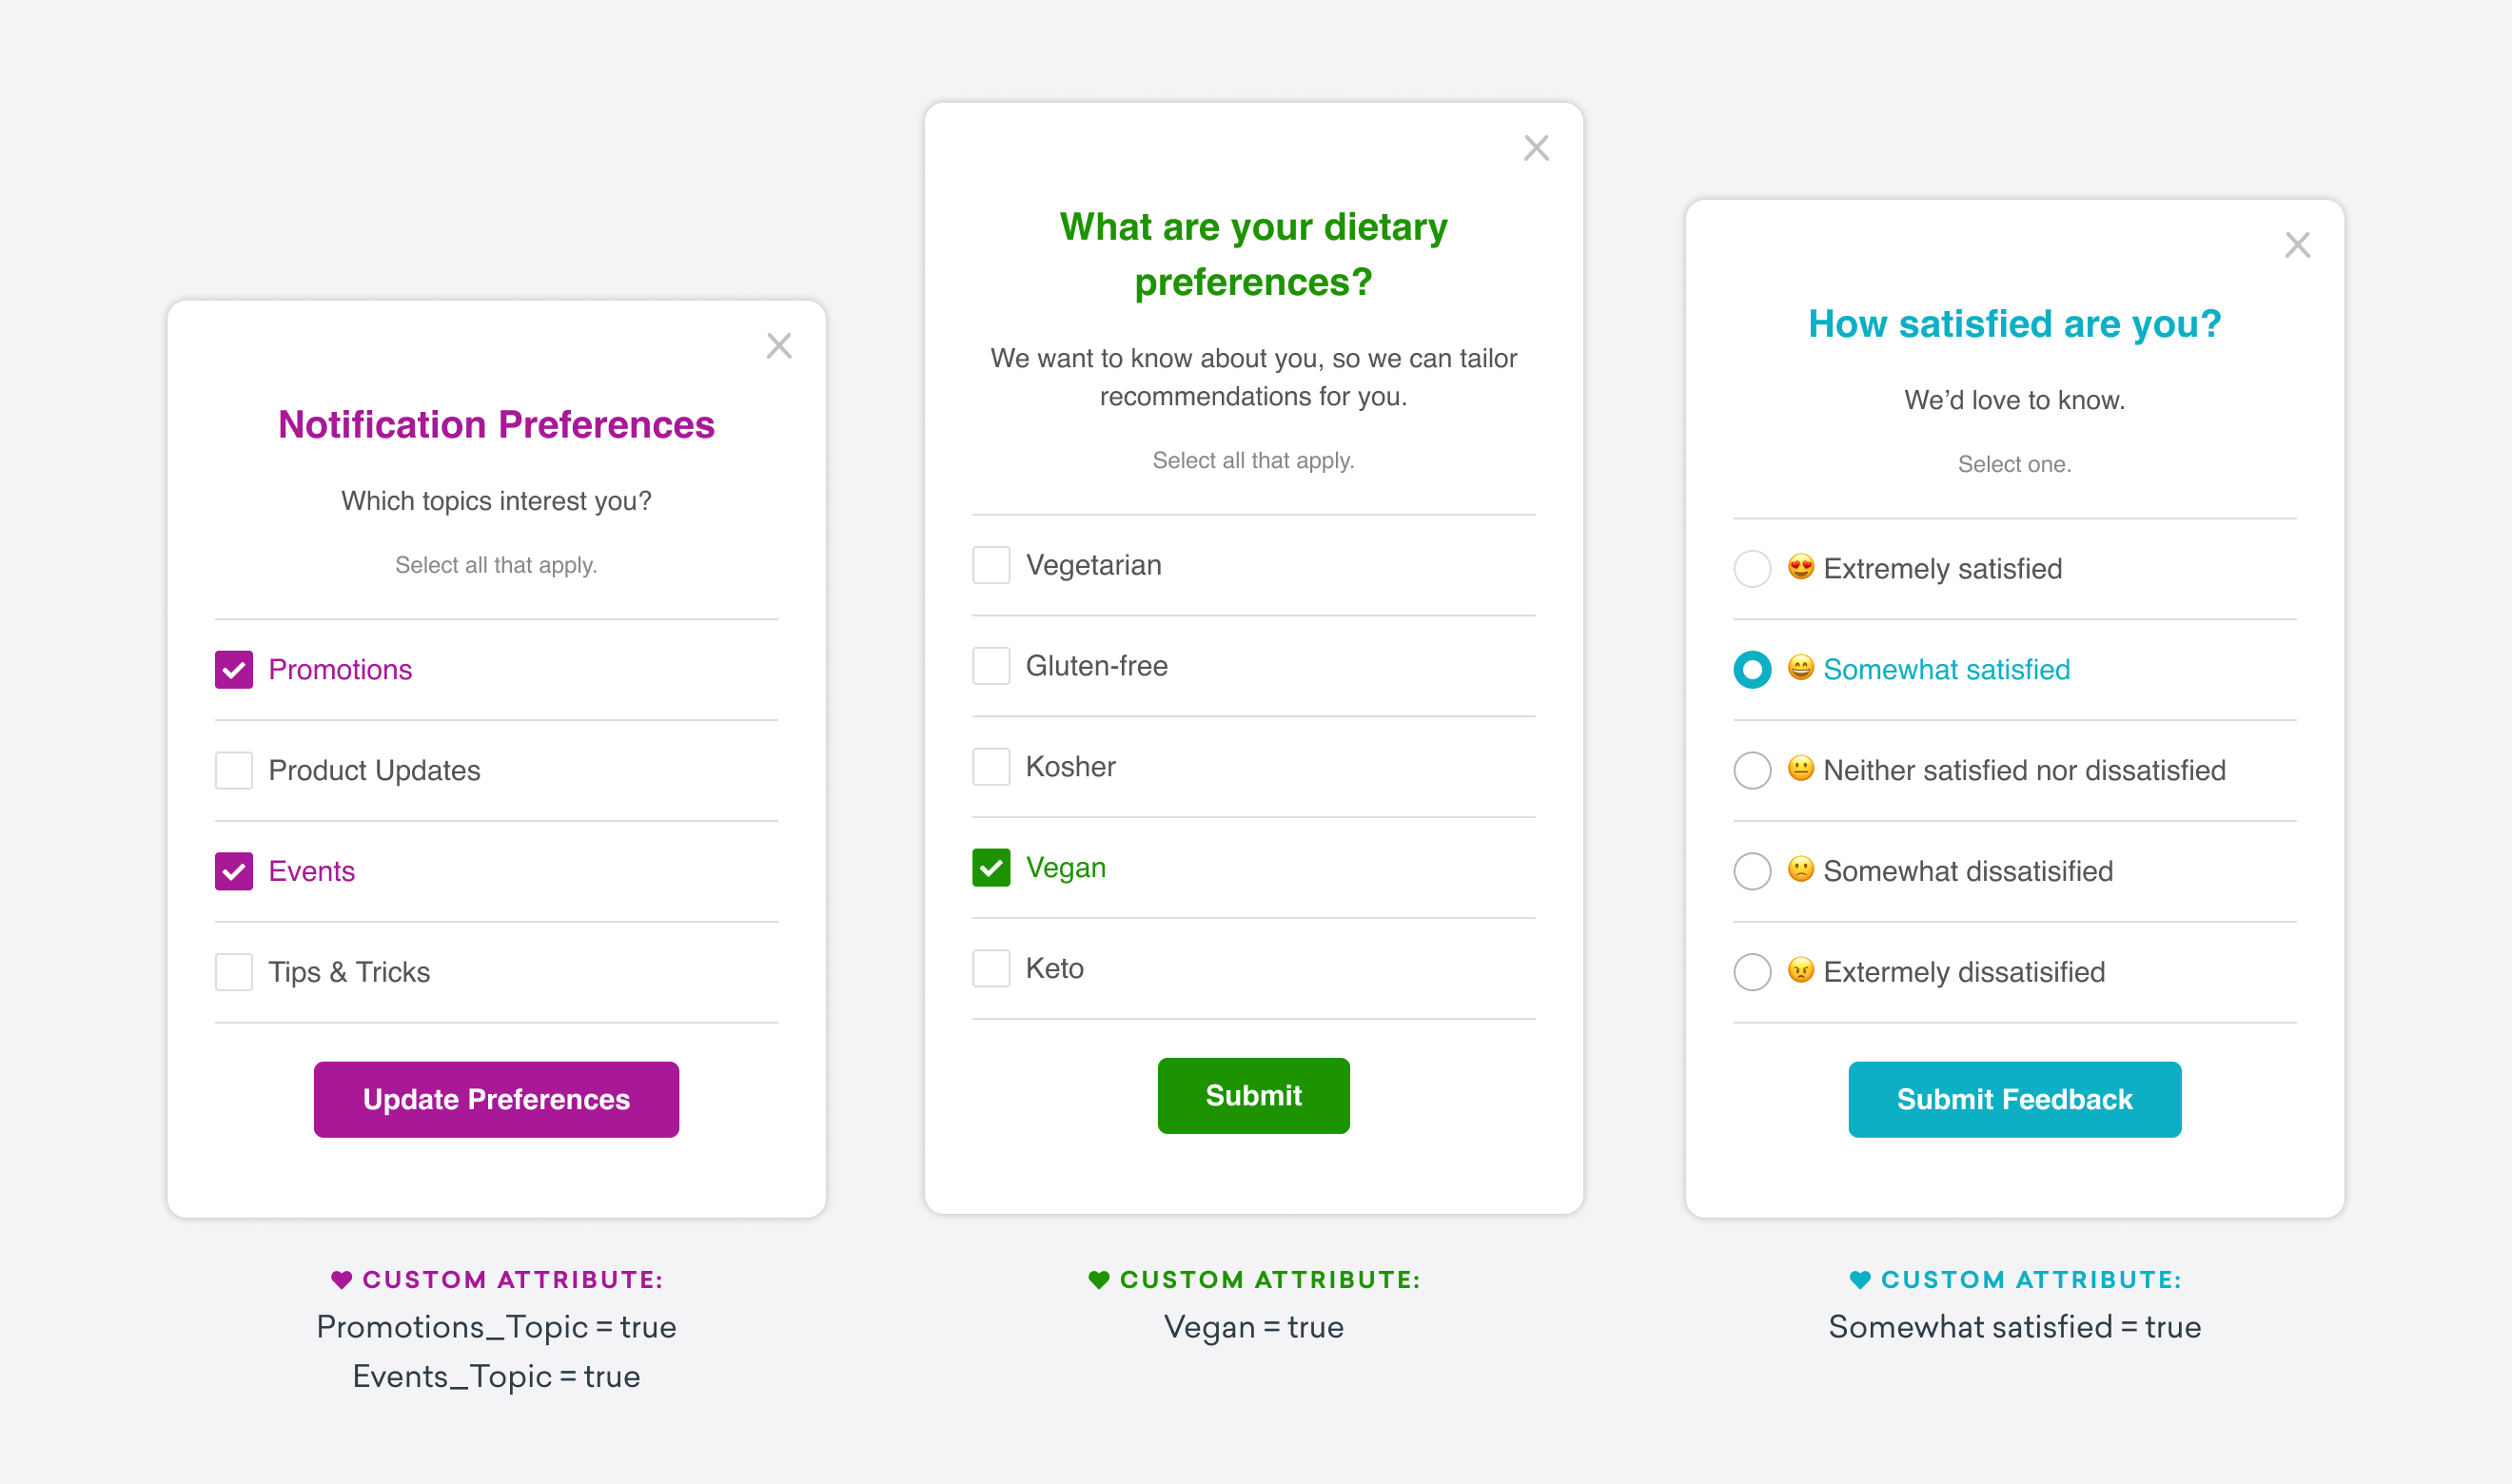 Notification Preferences
Which topics interest you?
Select all that apply.
Promotions
Product Updates
Events
Tips & Tricks
Update Preferences
CUSTOM ATTRIBUTE:
Promotions_Topic = true
Events_Topic = true
What are your dietary
preferences?
We want to know about you, so we can tailor
recommendations for you.
Select all that apply.
Vegetarian
Gluten-free
Kosher
Vegan
Keto
Submit
CUSTOM ATTRIBUTE:
Vegan = true
How satisfied are you?
We’d love to know.
Select one.
Extremely satisfied
Somewhat satisfied
Neither satisfied nor dissatisfied
Somewhat dissatisified
Extermely dissatisified
Submit Feedback
CUSTOM ATTRIBUTE:
Somewhat satisfied = true